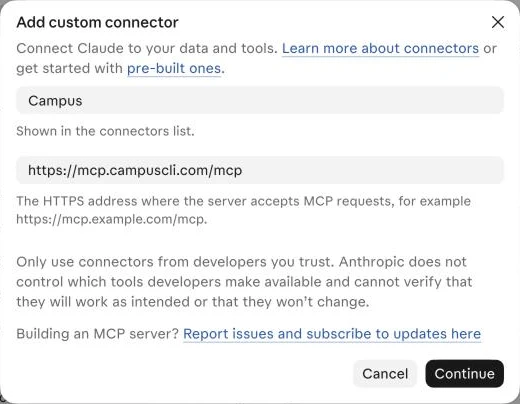 Add custom connector
Connect Claude to your data and tools. Learn more about connectors or
get started with pre-built ones.
Campus
Shown in the connectors list.
https://mcp.campuscli.com/mcp
The HTTPS address where the server accepts MCP requests, for example
https://mcp.example.com/mcp.
Only use connectors from developers you trust. Anthropic does not
control which tools developers make available and cannot verify that
they will work as intended or that they won’t change.
Building an MCP server? Report issues and subscribe to updates here
Cancel
Continue